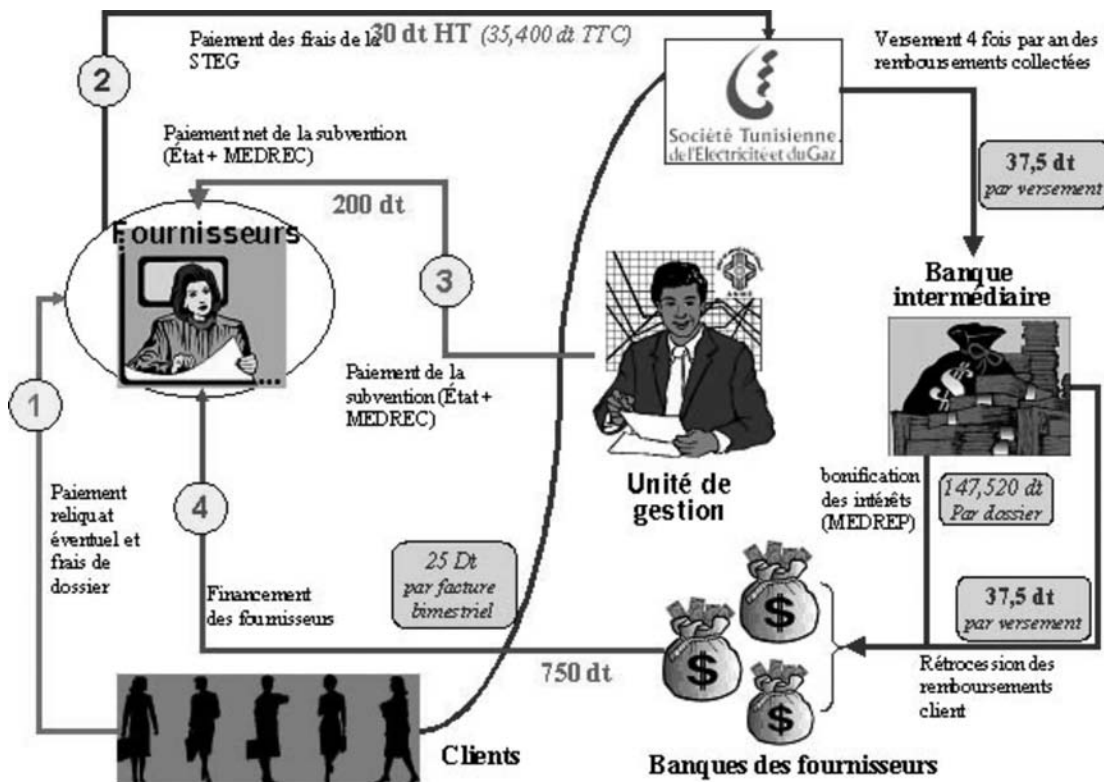 Paiement des frais de la
STEG
30 dt HT (35,400 dt TTC)
Versement 4 fois par an des
remboursements collectées
2
Société Tunisienne
de l'Electricité et du Gaz
Paiement net de la subvention
(État + MEDREC)
37,5 dt
par versement
200 dt
Fournisseurs
3
Banque
intermédiaire
1
Paiement de la
subvention (État +
MEDREC)
Unité de
gestion
bonification
des intérêts
(MEDREP)
147,520 dt
Par dossier
Paiement
reliquat
éventuel et
frais de
dossier
4
25 Dt
par facture
bimestriel
Financement
des fournisseurs
37,5 dt
par versement
750 dt
Rétrocession des
remboursements
client
Clients
Banques des fournisseurs